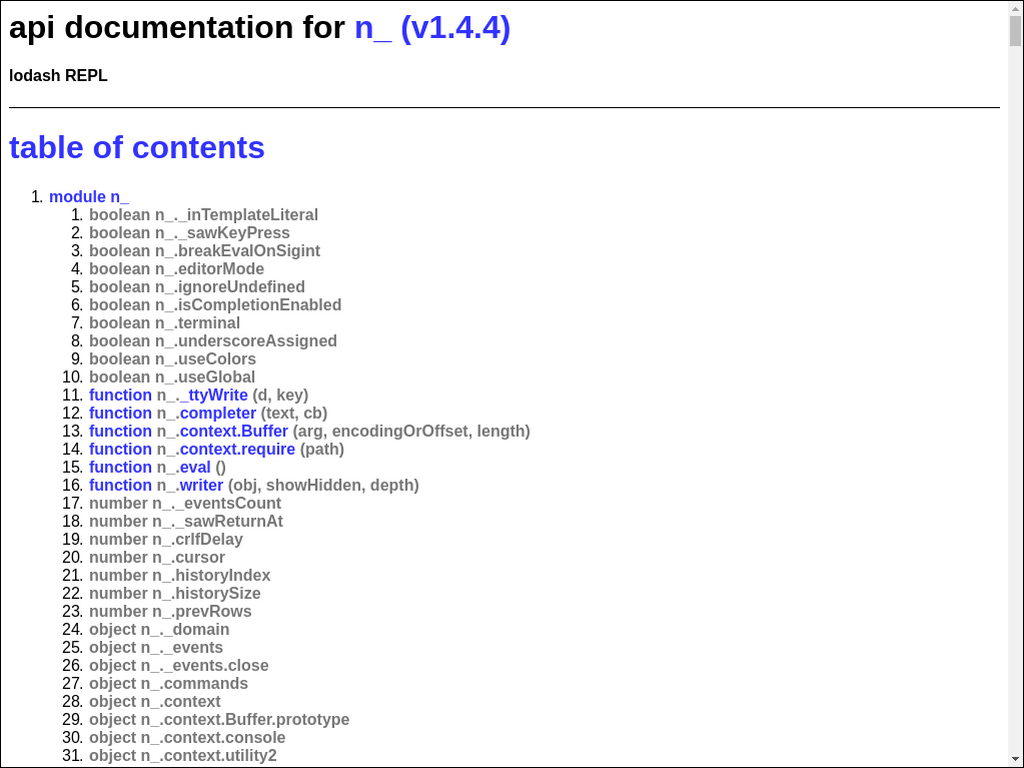 api documentation for n_ (v1.4.4)
lodash REPL
table of contents
1. module n_
1. boolean n_._inTemplateLiteral
2. boolean n_._sawKeyPress
3. boolean n_.breakEvalOnSigint
4. boolean n_.editorMode
5. boolean n_.ignoreUndefined
6. boolean n_.isCompletionEnabled
7. boolean n_.terminal
8. boolean n_.underscoreAssigned
9. boolean n_.useColors
10. boolean n_.useGlobal
11. function n_._ttyWrite (d, key)
12. function n_.completer (text, cb)
13. function n_.context.Buffer (arg, encodingOrOffset, length)
14. function n_.context.require (path)
15. function n_.eval ()
16. function n_.writer (obj, showHidden, depth)
17. number n_._eventsCount
18. number n_._sawReturnAt
19. number n_.crlfDelay
20. number n_.cursor
21. number n_.historyIndex
22. number n_.historySize
23. number n_.prevRows
24. object n_._domain
25. object n_._events
26. object n_._events.close
27. object n_.commands
28. object n_.context
29. object n_.context.Buffer.prototype
30. object n_.context.console
31. object n_.context.utility2